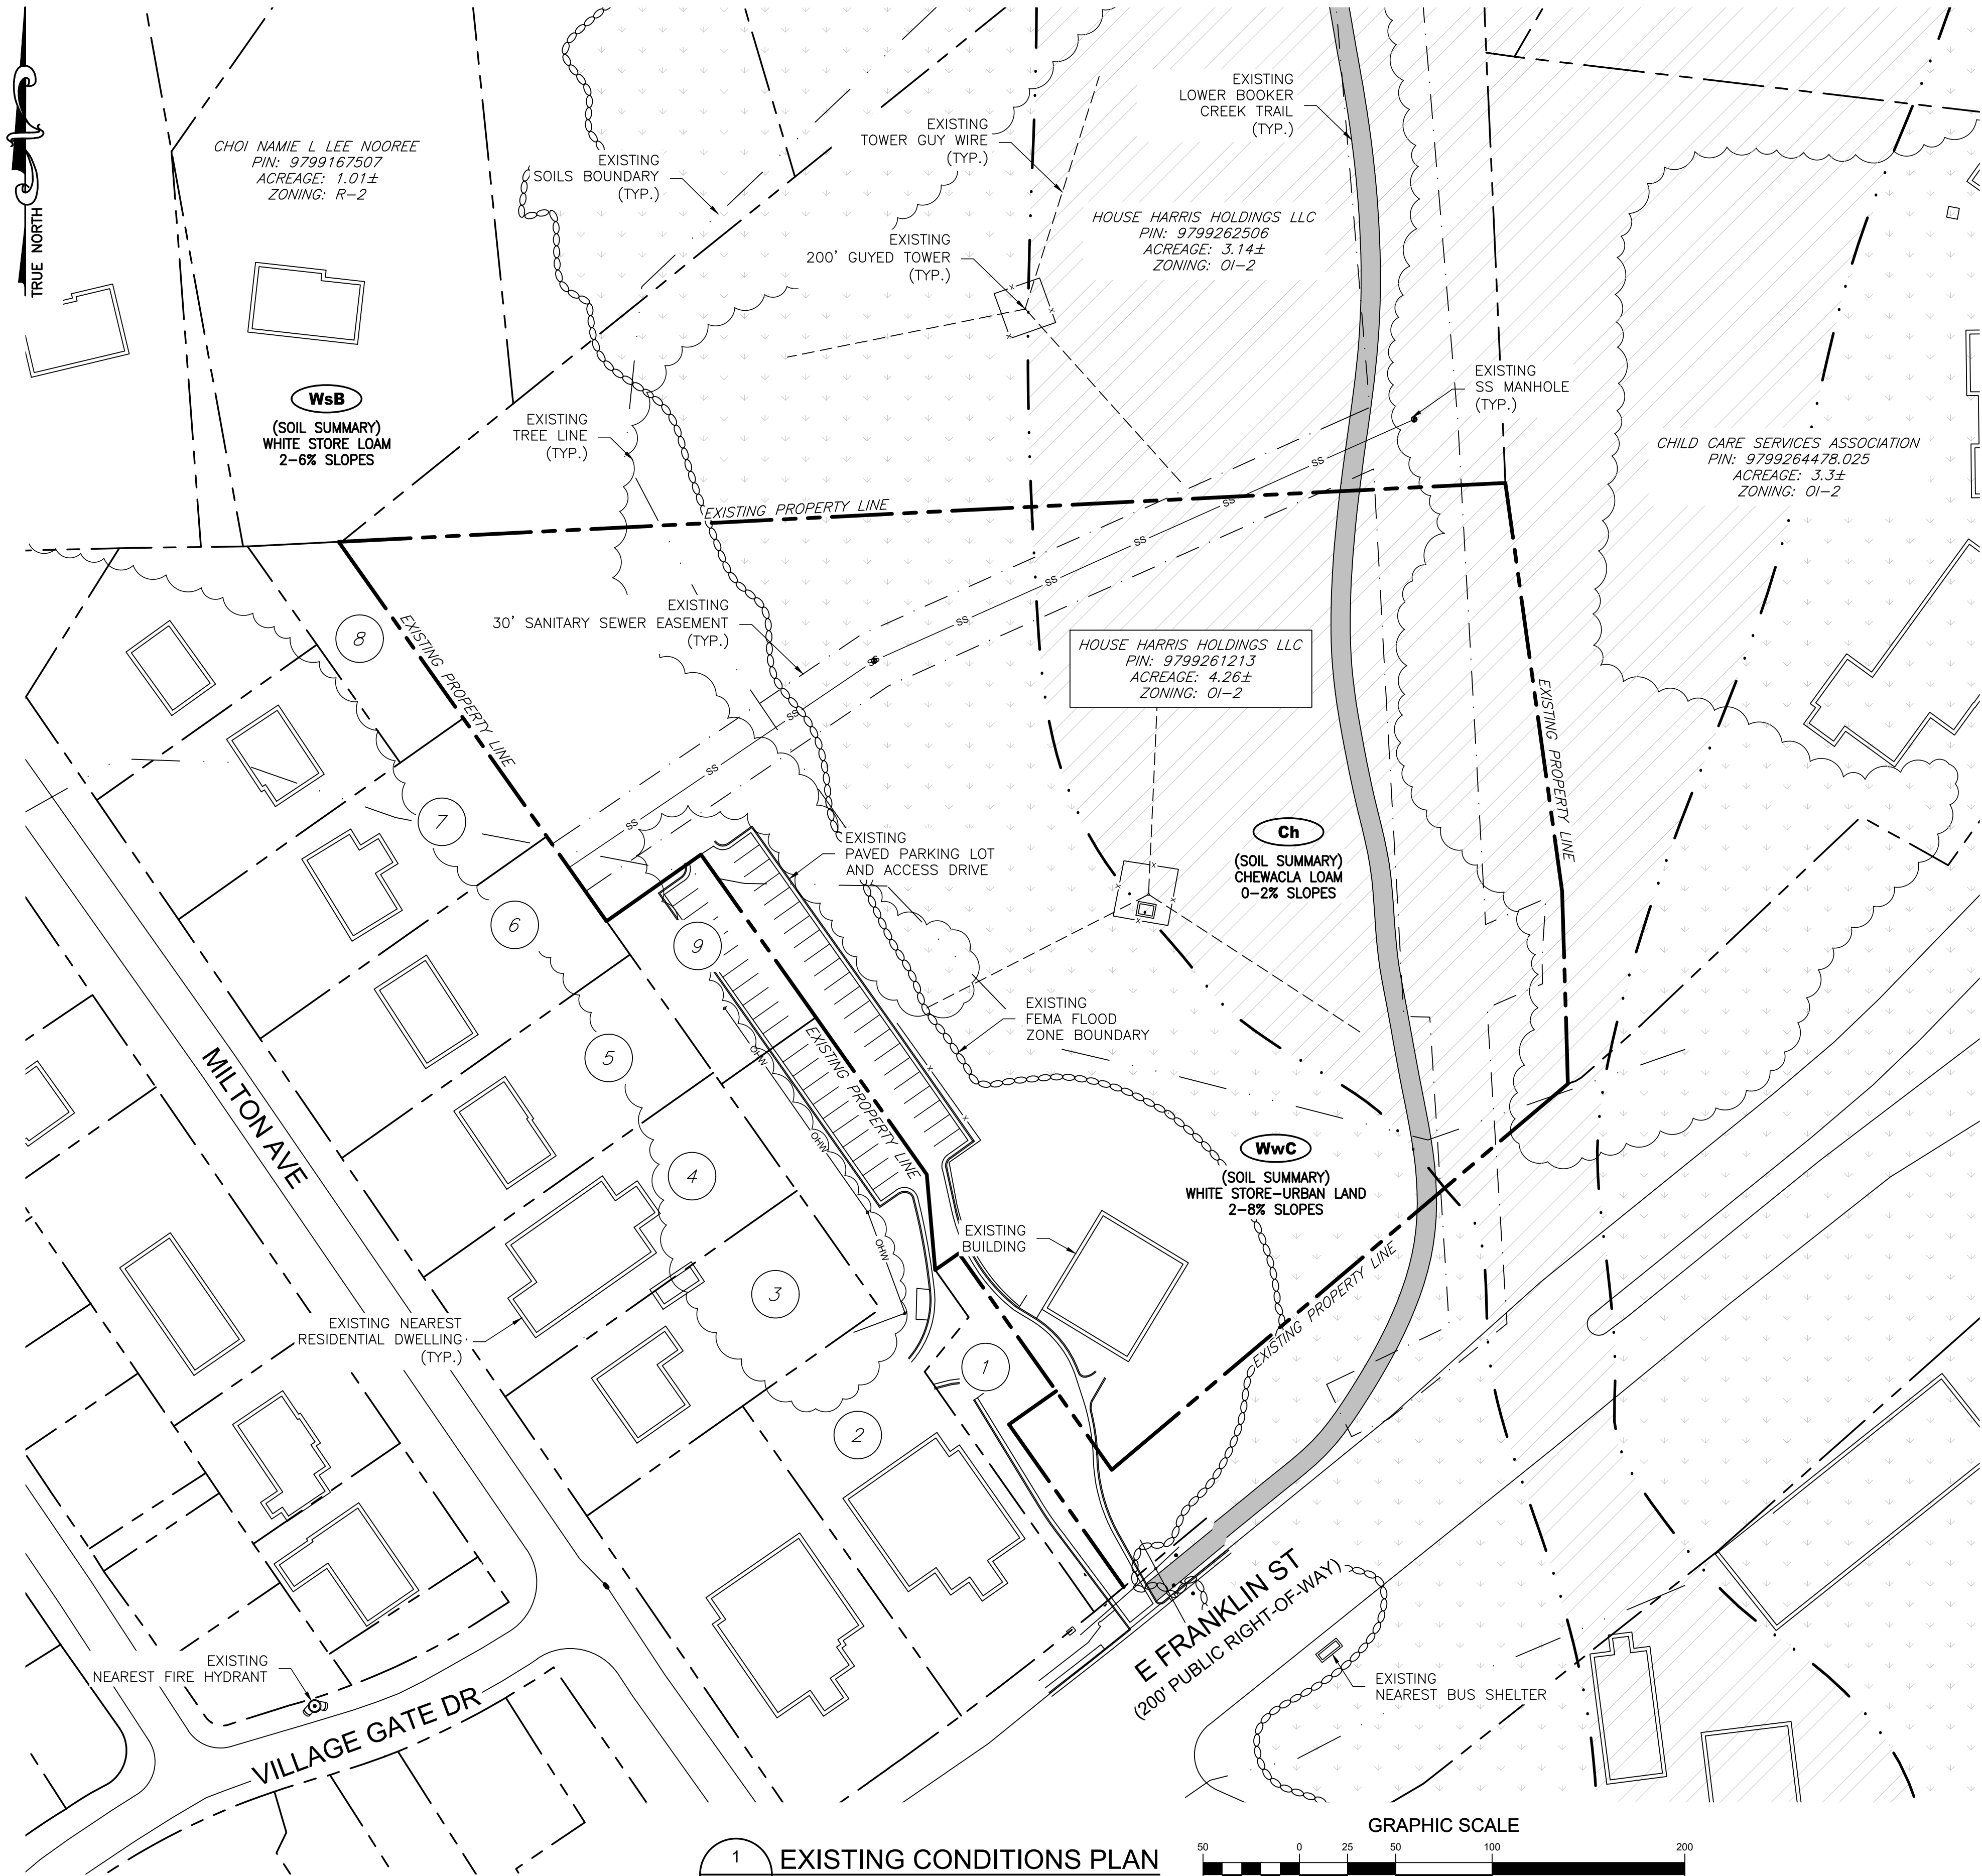 TRUE NORTH
CHOI NAMIE L LEE NOOREE
PIN: 9799167507
ACREAGE: 1.01±
ZONING: R-2
EXISTING
SOILS BOUNDARY
(TYP.)
EXISTING
TOWER GUY WIRE
(TYP.)
EXISTING
LOWER BOOKER
CREEK TRAIL
(TYP.)
EXISTING
200' GUYED TOWER
(TYP.)
HOUSE HARRIS HOLDINGS LLC
PIN: 9799262506
ACREAGE: 3.14±
ZONING: OI-2
WsB
(SOIL SUMMARY)
WHITE STORE LOAM
2-6% SLOPES
EXISTING
TREE LINE
(TYP.)
EXISTING
SS MANHOLE
(TYP.)
CHILD CARE SERVICES ASSOCIATION
PIN: 9799264478.025
ACREAGE: 3.3±
ZONING: OI-2
EXISTING PROPERTY LINE
SS
SS
SS
SS
SS
SS
SS
SS
SS
EXISTING
30' SANITARY SEWER EASEMENT
(TYP.)
8
EXISTING PROPERTY LINE
HOUSE HARRIS HOLDINGS LLC
PIN: 9799261213
ACREAGE: 4.26±
ZONING: OI-2
EXISTING PROPERTY LINE
7
EXISTING
PAVED PARKING LOT
AND ACCESS DRIVE
Ch
(SOIL SUMMARY)
CHEWACLA LOAM
0-2% SLOPES
6
9
EXISTING
FEMA FLOOD
ZONE BOUNDARY
5
OHW
EXISTING PROPERTY LINE
MILTON AVE
OHW
4
WwC
(SOIL SUMMARY)
WHITE STORE-URBAN LAND
2-8% SLOPES
OHW
EXISTING
BUILDING
3
EXISTING PROPERTY LINE
EXISTING NEAREST
RESIDENTIAL DWELLING
(TYP.)
1
2
E FRANKLIN ST
(200' PUBLIC RIGHT-OF-WAY)
EXISTING
NEAREST FIRE HYDRANT
EXISTING
NEAREST BUS SHELTER
VILLAGE GATE DR
GRAPHIC SCALE
50 0 25 50 100 200
1 EXISTING CONDITIONS PLAN